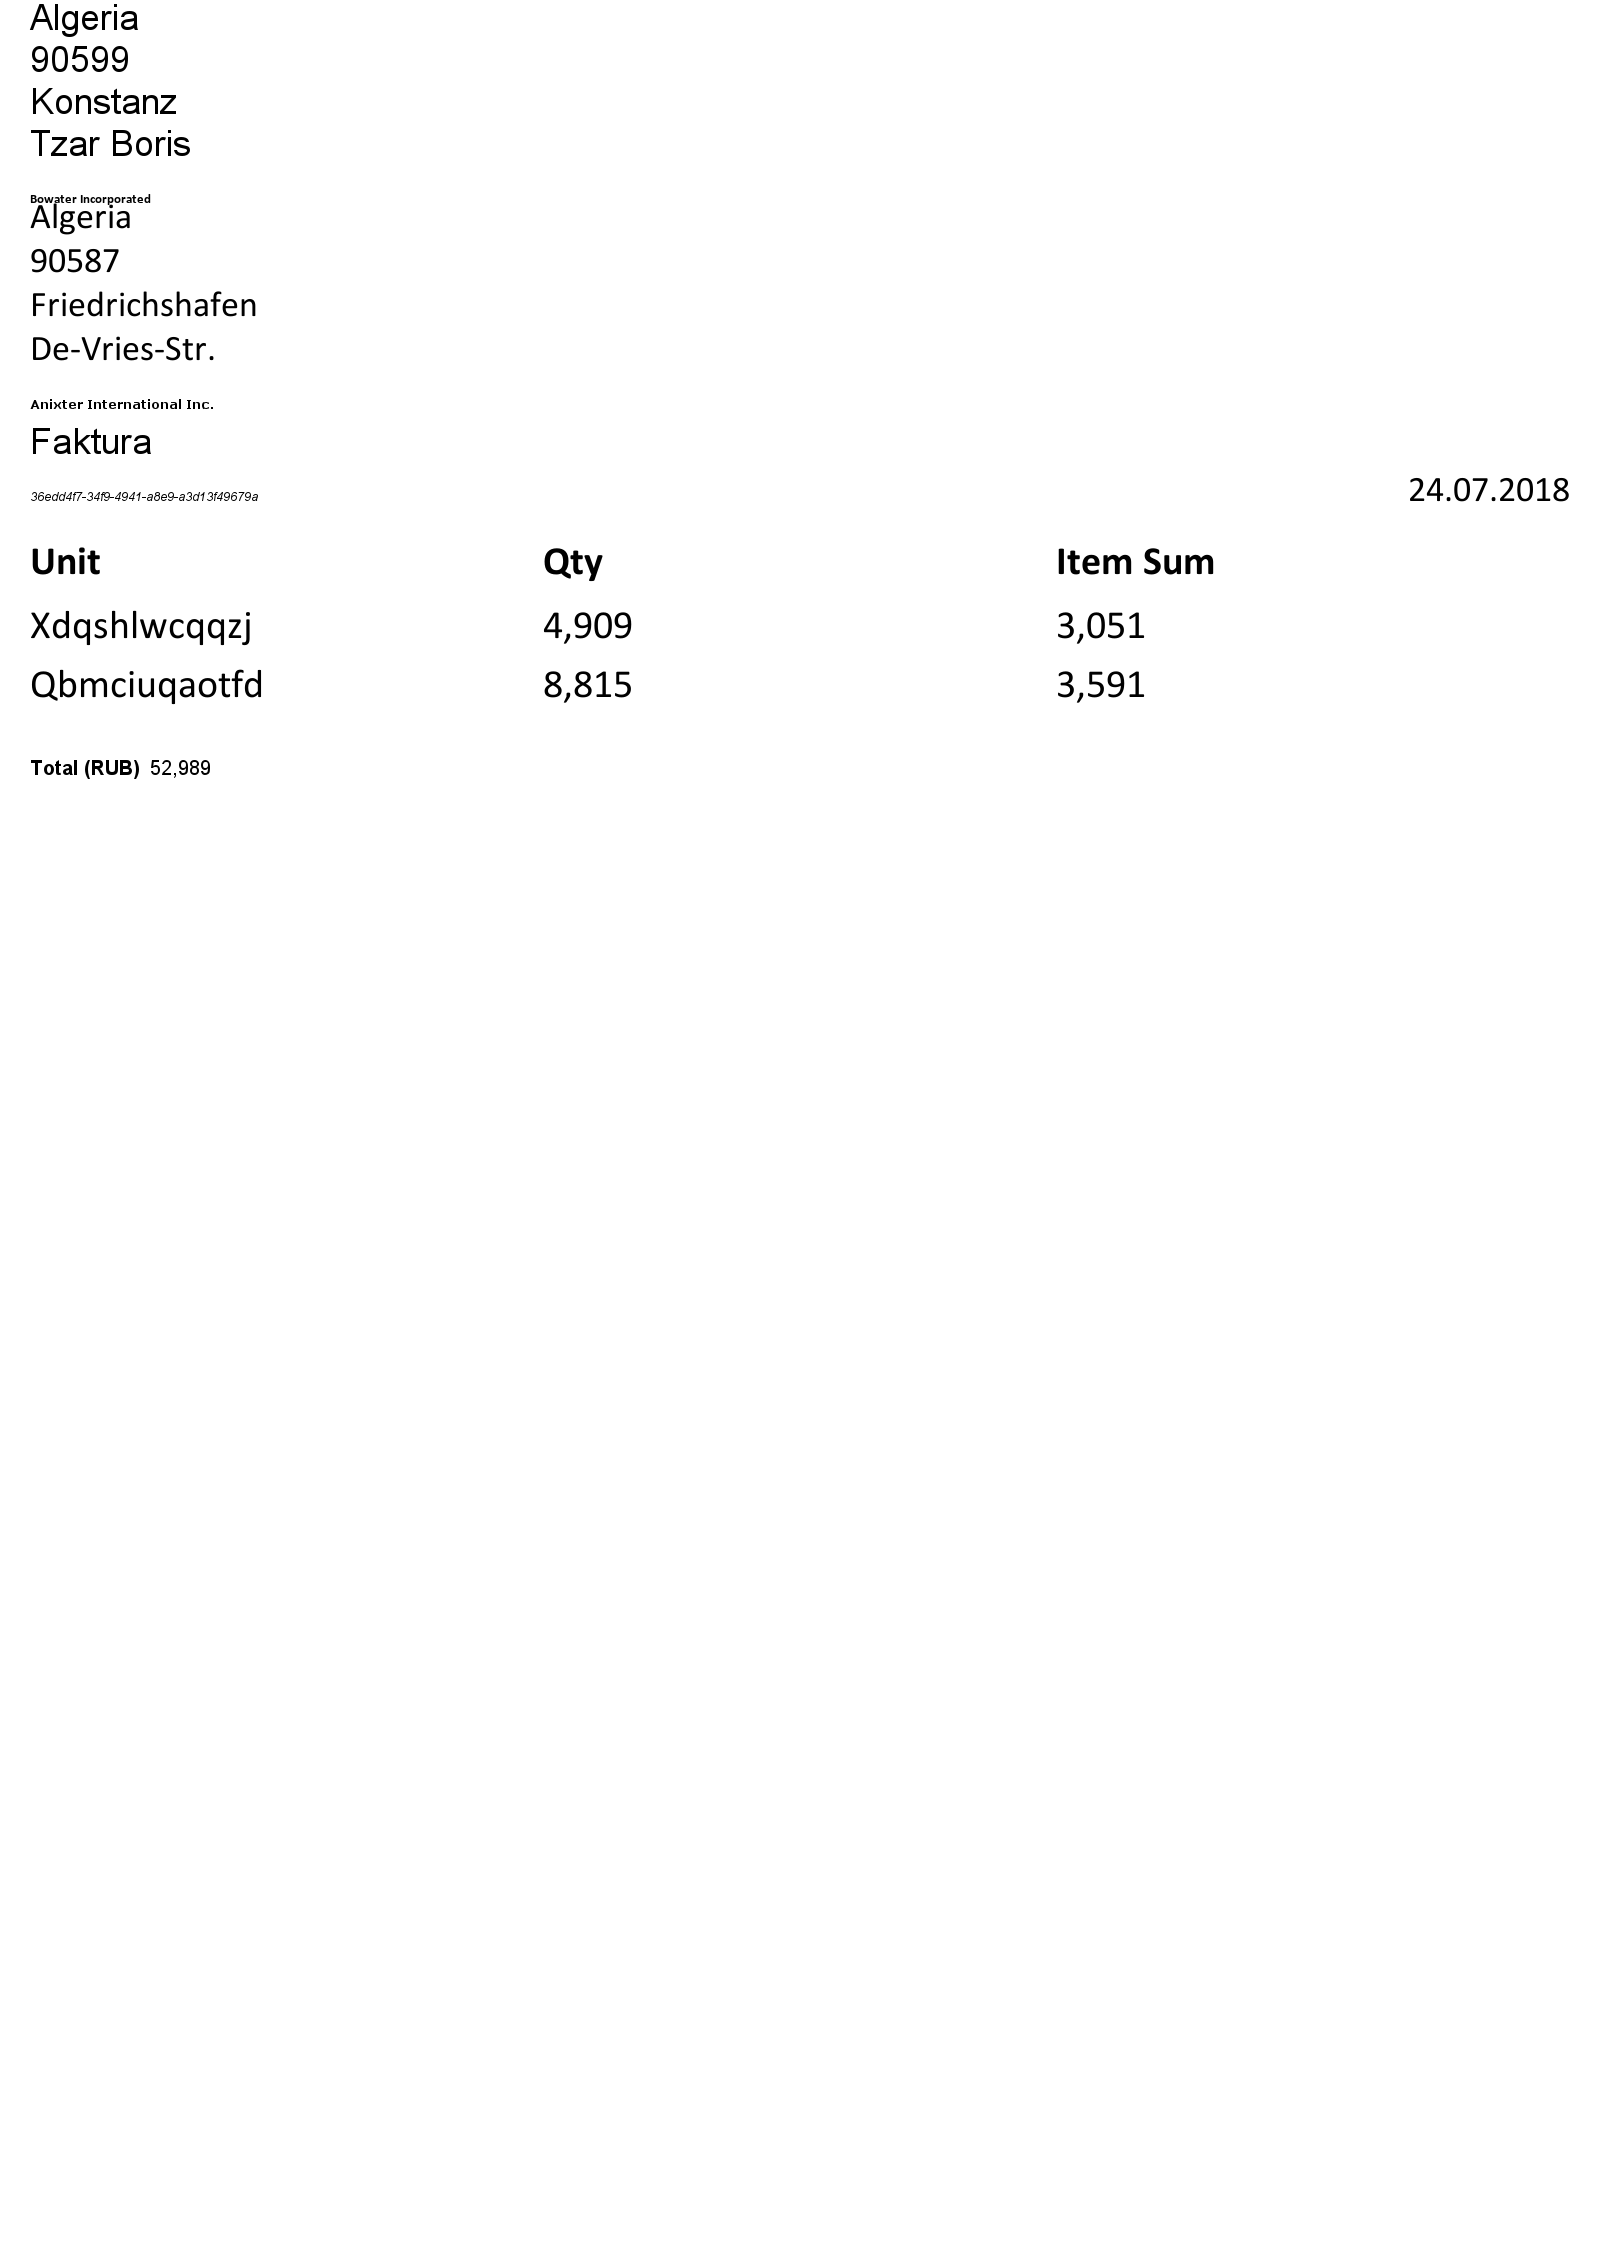 Algeria
90599
Konstanz
Tzar Boris
Bowater Incorporated
Algeria
90587
Friedrichshafen
De-Vries-Str.
Anixter International Inc.
Faktura
36edd4f7-34f9-4941-a8e9-a3d13f49679a 24.07.2018
Unit Qty Item Sum
Xdqshlwcqqzj 4,909 3,051
Qbmciuqaotfd 8,815 3,591
Total (RUB) 52,989